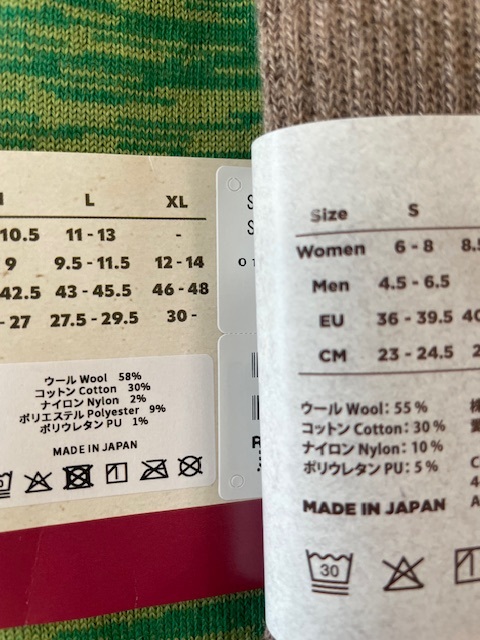 L XL
10.5 11 - 13 -
9 9.5 - 11.5 12 - 14
42.5 43 - 45.5 46 - 48
- 27 27.5 - 29.5 30 -
ウール Wool 58%
コットン Cotton 30%
ナイロン Nylon 2%
ポリエステル Polyester 9%
ポリウレタン PU 1%
MADE IN JAPAN
Size S
Women 6 - 8 8.5
Men 4.5 - 6.5
EU 36 - 39.5 40
CM 23 - 24.5 2
ウール Wool: 55 %
コットン Cotton: 30 %
ナイロン Nylon: 10 %
ポリウレタン PU: 5 %
MADE IN JAPAN
30